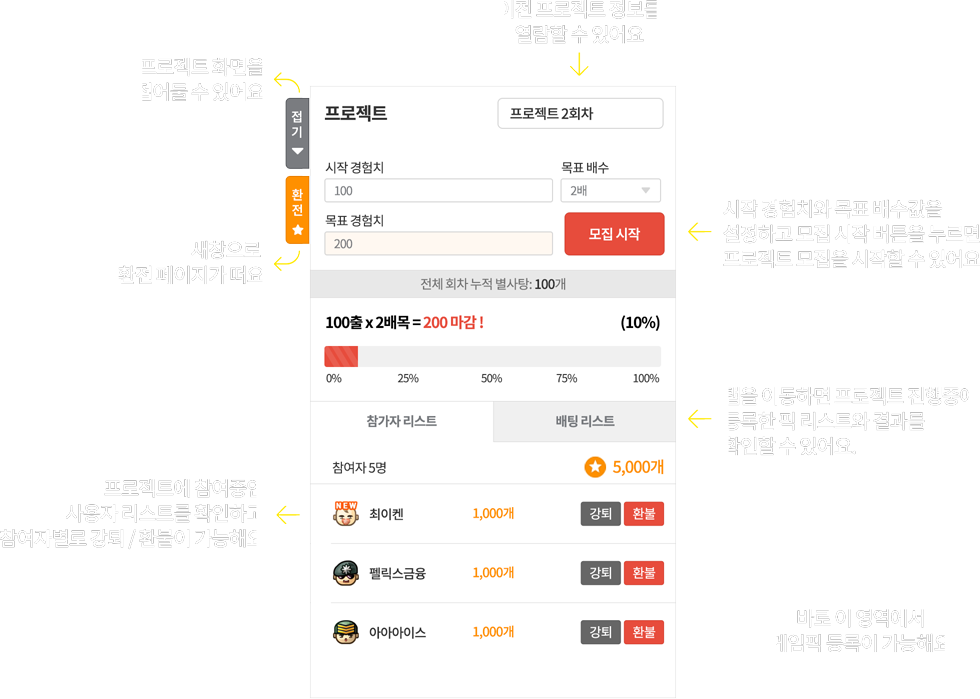 이전 프로젝트 정보를
열람할 수 있어요
프로젝트 화면을
접어둘 수 있어요
접기
프로젝트
프로젝트 2회차
시작 경험치
목표 배수
100
2배
환전
목표 경험치
200
모집 시작
시작 경험치와 목표 배수값을
설정하고 모집 시작 버튼을 누르면
프로젝트 모집을 시작할 수 있어요
새창으로
환전 페이지가 떠요
전체 회차 누적 별사탕: 100개
100출 x 2배목 = 200 마감 !
(10%)
0% 25% 50% 75% 100%
탭을 이동하면 프로젝트 진행중에
등록한 픽 리스트와 결과를
확인할 수 있어요.
참가자 리스트
배팅 리스트
참여자 5명
5,000개
프로젝트에 참여중인
사용자 리스트를 확인하고
참여자별로 강퇴 / 환불이 가능해요
NEW
최이켄 1,000개 강퇴 환불
펠릭스금융 1,000개 강퇴 환불
아아아이스 1,000개 강퇴 환불
바로 이 영역에서
게임픽 등록이 가능해요